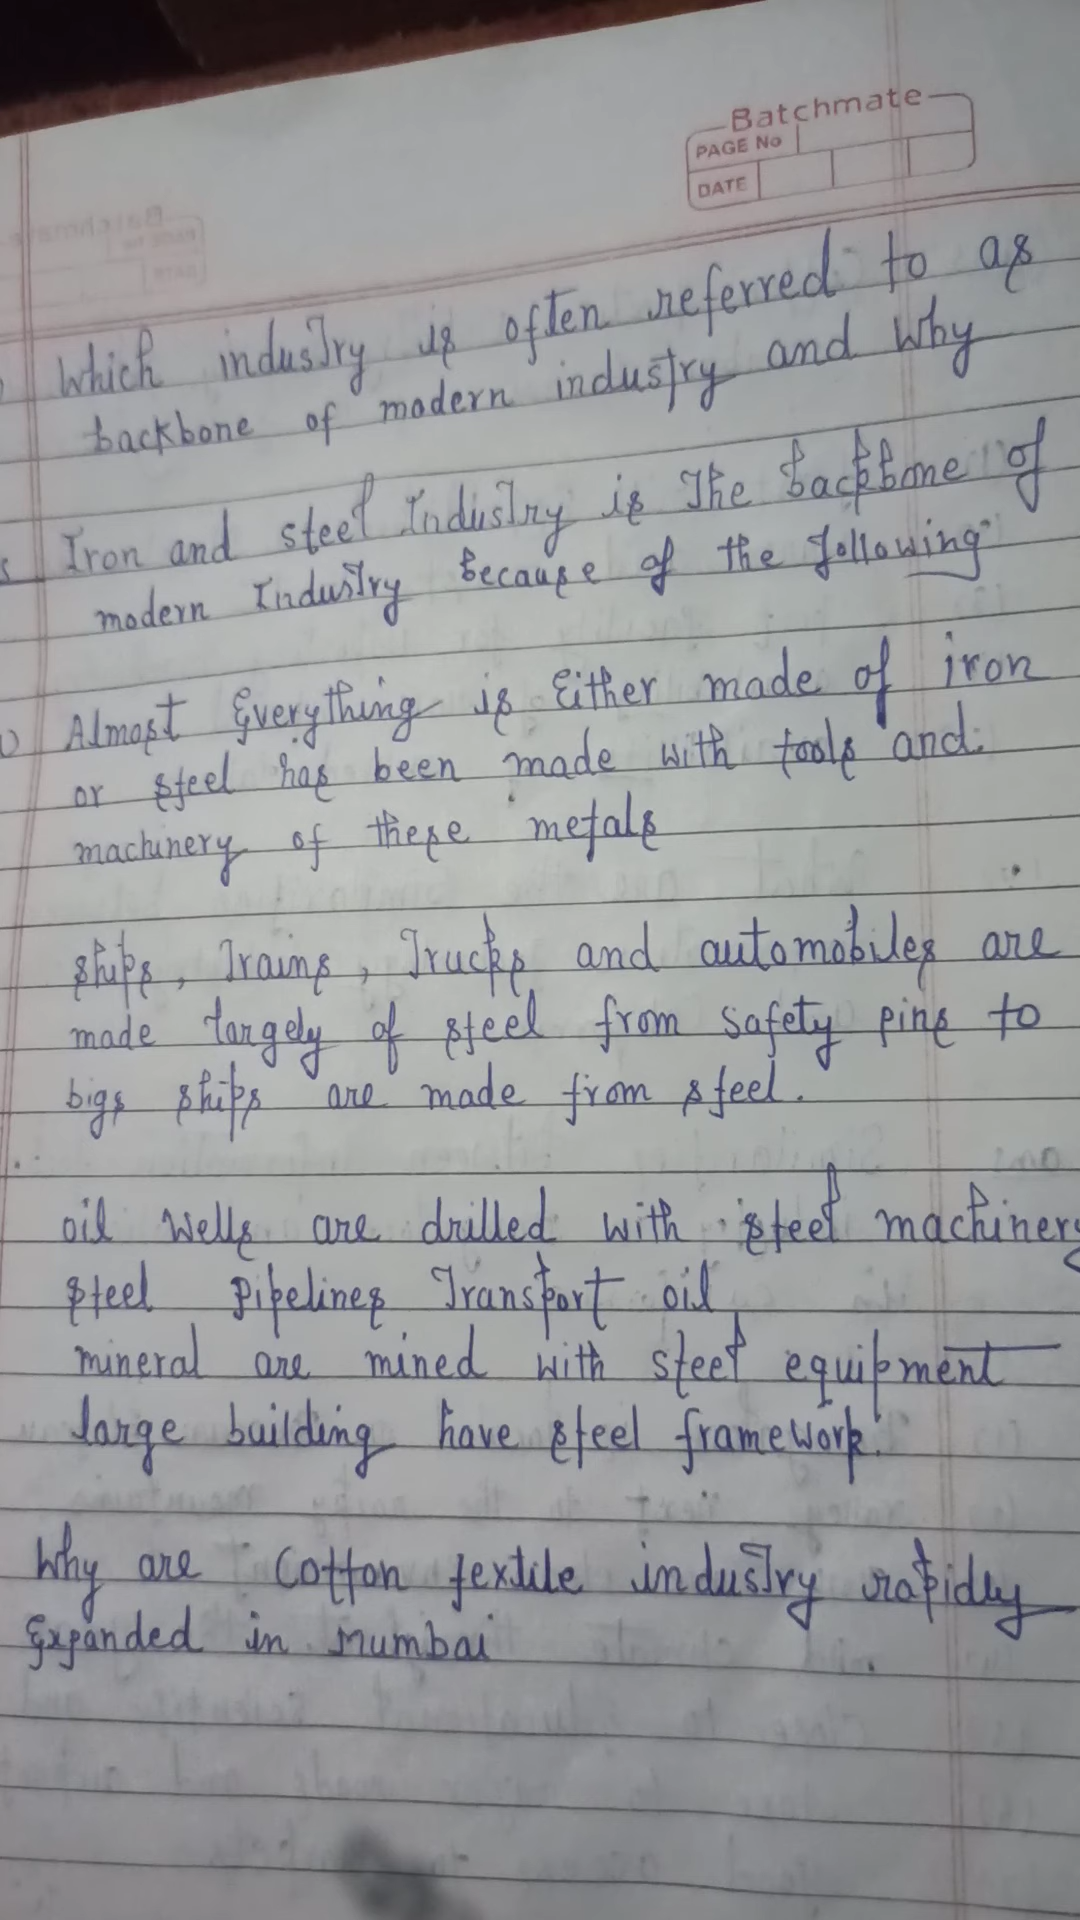 Batchmate
PAGE No
DATE
Which industry is often referred to as
backbone of modern industry and why
Iron and steel Industry is The backbone of
modern Industry because of the following
Almost Everything is Either made of iron
or steel has been made with tools and
machinery of these metals
ships, Trains, Trucks and automobiles are
made largely of steel from safety pins to
bigs ships are made from steel.
oil wells are drilled with steel machinery
steel pipelines Transport oil
mineral are mined with steel equipment
large building have steel framework
Why are cotton textile industry rapidly
Expanded in mumbai